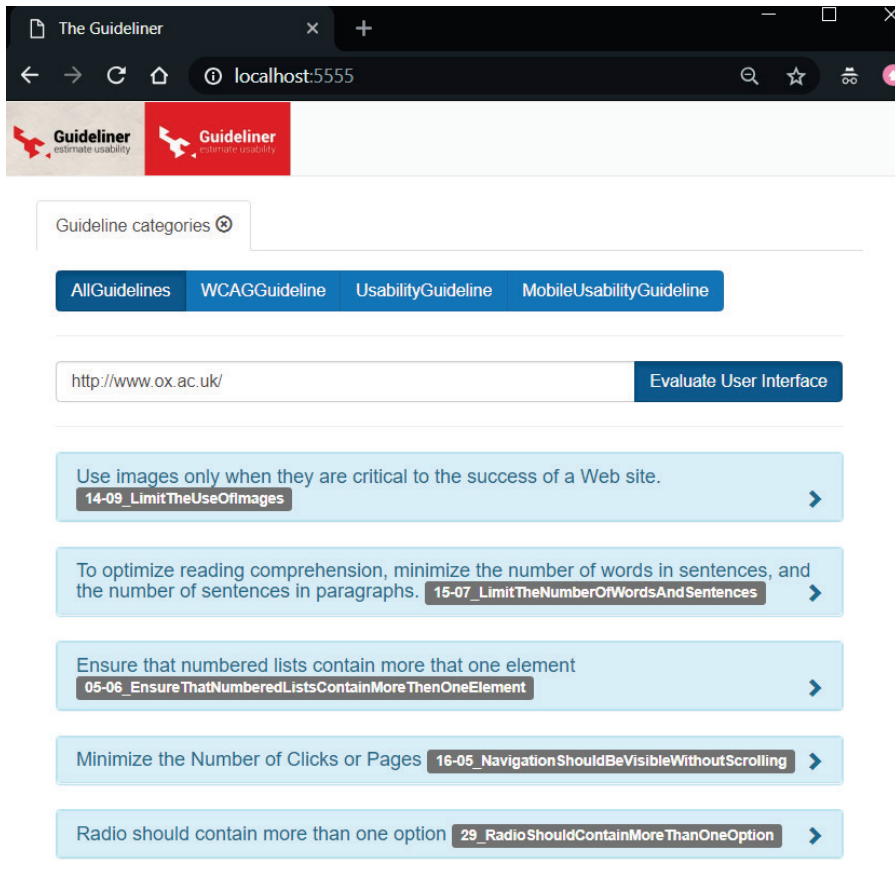 The Guideliner
localhost:5555
Guideliner
estimate usability
Guideliner
estimate usability
Guideline categories
AllGuidelines WCAGGuideline UsabilityGuideline MobileUsabilityGuideline
http://www.ox.ac.uk/ Evaluate User Interface
Use images only when they are critical to the success of a Web site.
14-09_LimitTheUseOfImages
To optimize reading comprehension, minimize the number of words in sentences, and
the number of sentences in paragraphs. 15-07_LimitTheNumberOfWordsAndSentences
Ensure that numbered lists contain more that one element
05-06_EnsureThatNumberedListsContainMoreThenOneElement
Minimize the Number of Clicks or Pages 16-05_NavigationShouldBeVisibleWithoutScrolling
Radio should contain more than one option 29_RadioShouldContainMoreThanOneOption